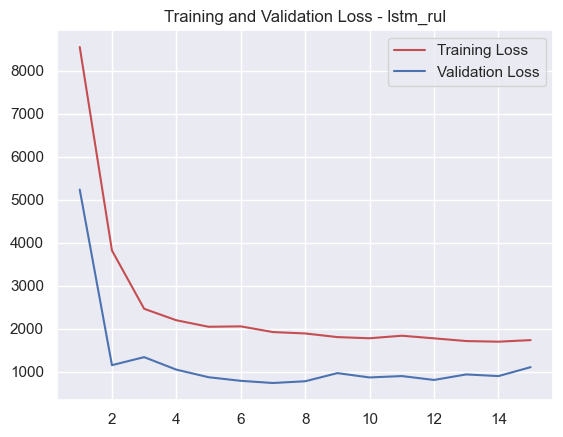 Training and Validation Loss - lstm_rul
Training Loss
Validation Loss
8000
7000
6000
5000
4000
3000
2000
1000
2 4 6 8 10 12 14